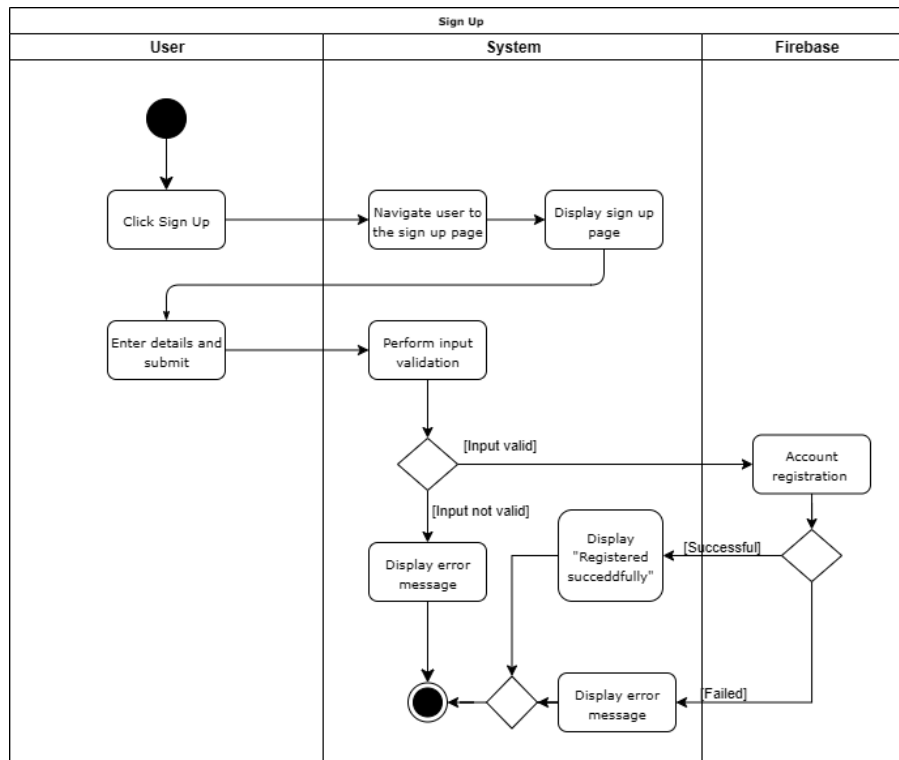 Sign Up
User
System
Firebase
Click Sign Up
Navigate user to
the sign up page
Display sign up
page
Enter details and
submit
Perform input
validation
[Input valid]
Account
registration
[Input not valid]
Display
"Registered
succeddfully"
[Successful]
Display error
message
Display error
message
[Failed]